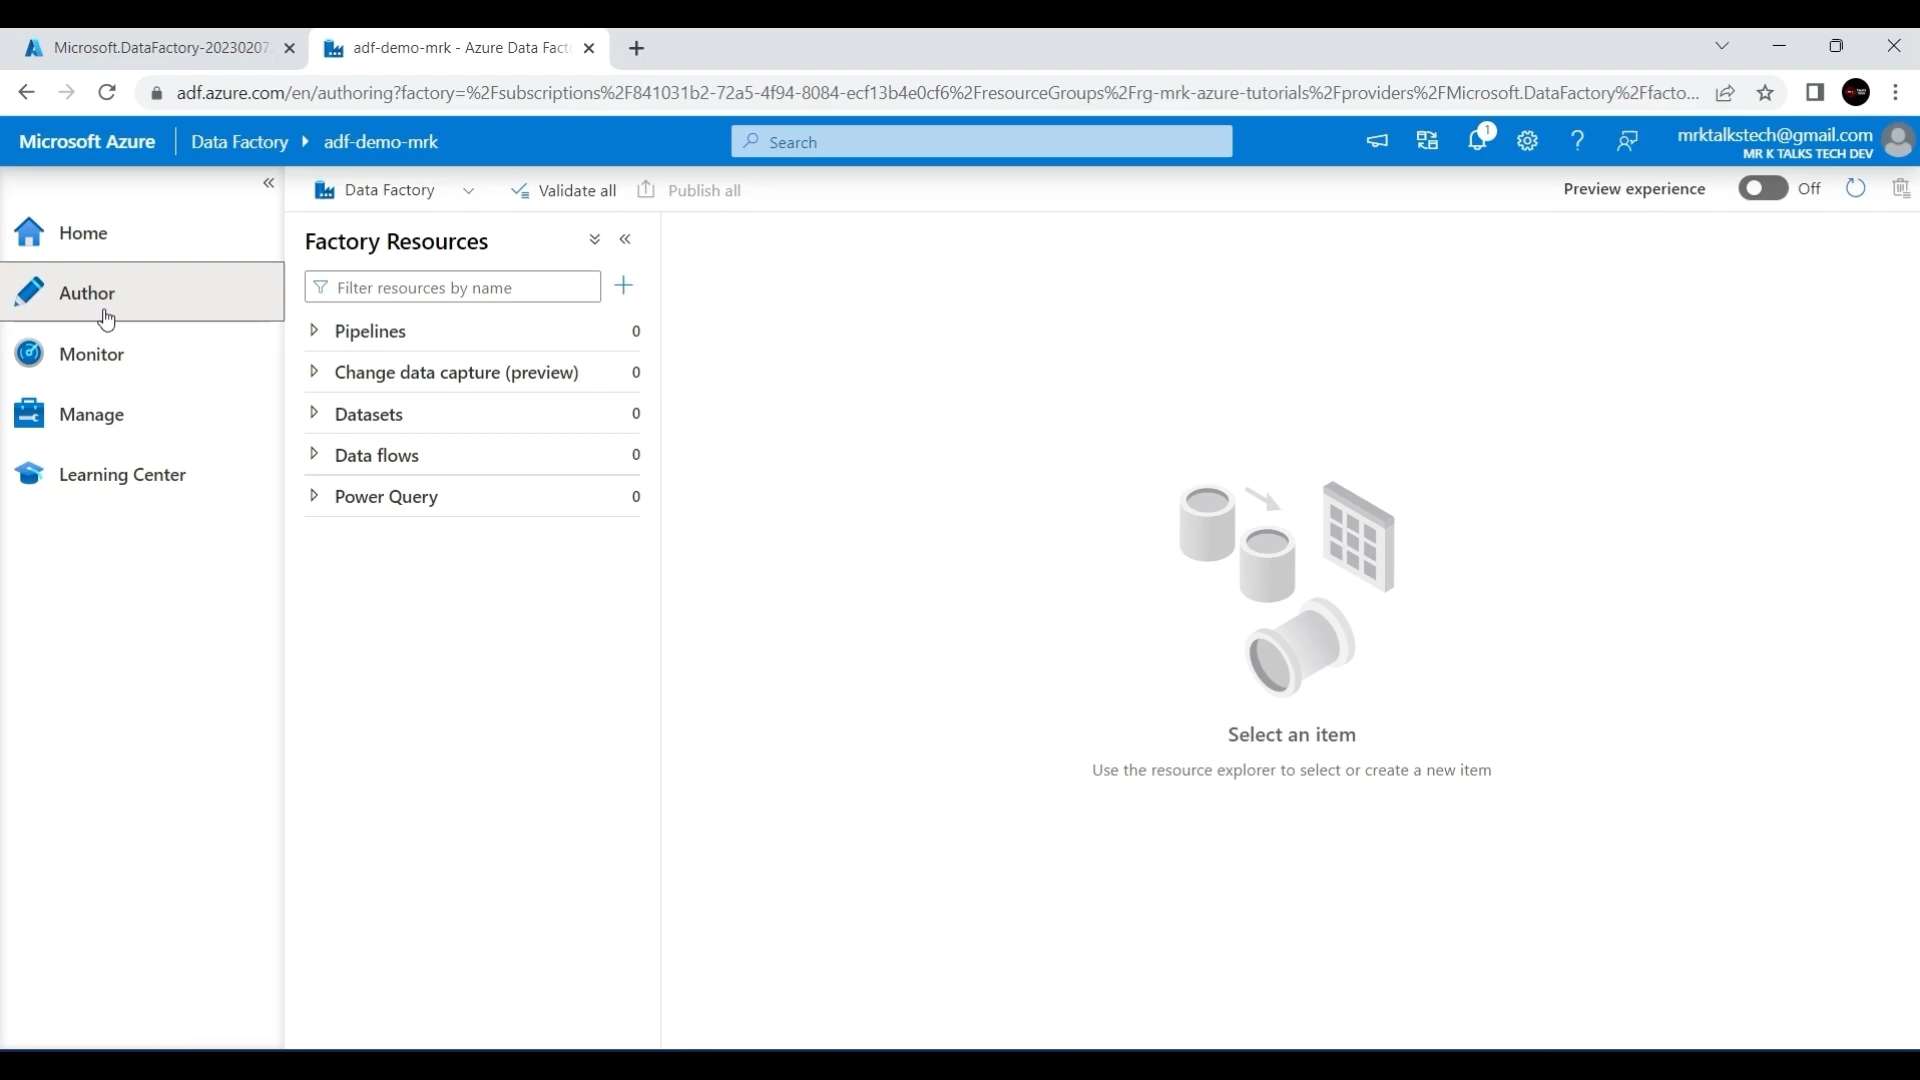 Microsoft.DataFactory-20230207
adf-demo-mrk - Azure Data Fact
adf.azure.com/en/authoring?factory=%2Fsubscriptions%2F841031b2-72a5-4f94-8084-ecf13b4e0cf6%2FresourceGroups%2Frg-mrk-azure-tutorials%2Fproviders%2FMicrosoft.DataFactory%2Ffacto...
Microsoft Azure
Data Factory
adf-demo-mrk
Search
1
mrktalkstech@gmail.com
MR K TALKS TECH DEV
Data Factory
Validate all
Publish all
Preview experience
Off
Home
Author
Monitor
Manage
Learning Center
Factory Resources
Filter resources by name
Pipelines 0
Change data capture (preview) 0
Datasets 0
Data flows 0
Power Query 0
Select an item
Use the resource explorer to select or create a new item